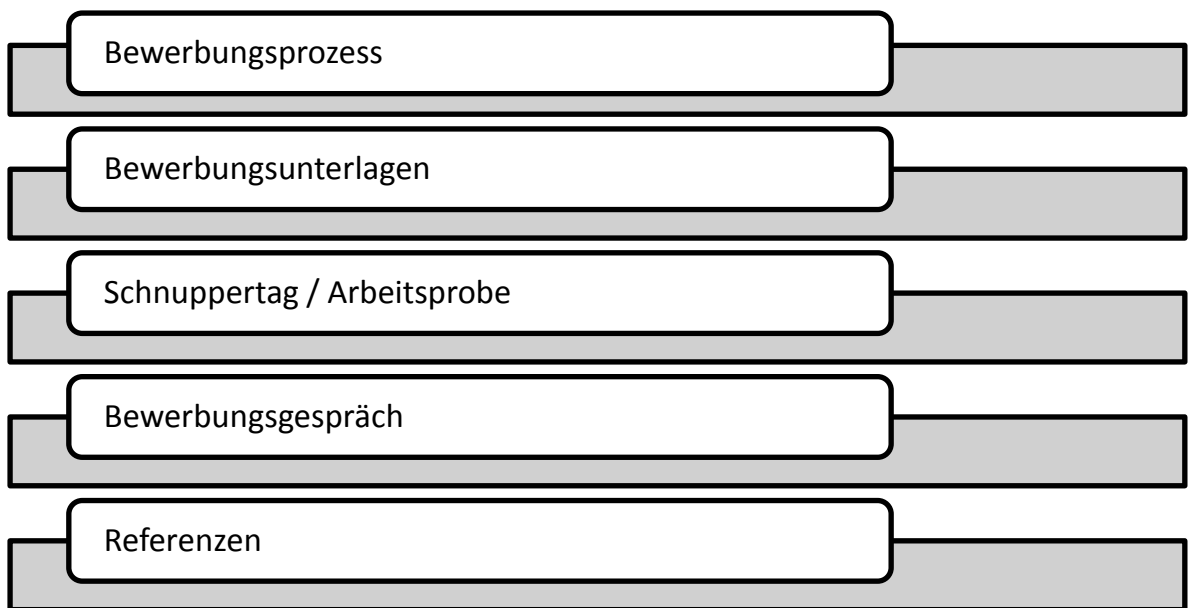 Bewerbungsprozess
Bewerbungsunterlagen
Schnuppertag / Arbeitsprobe
Bewerbungsgespräch
Referenzen